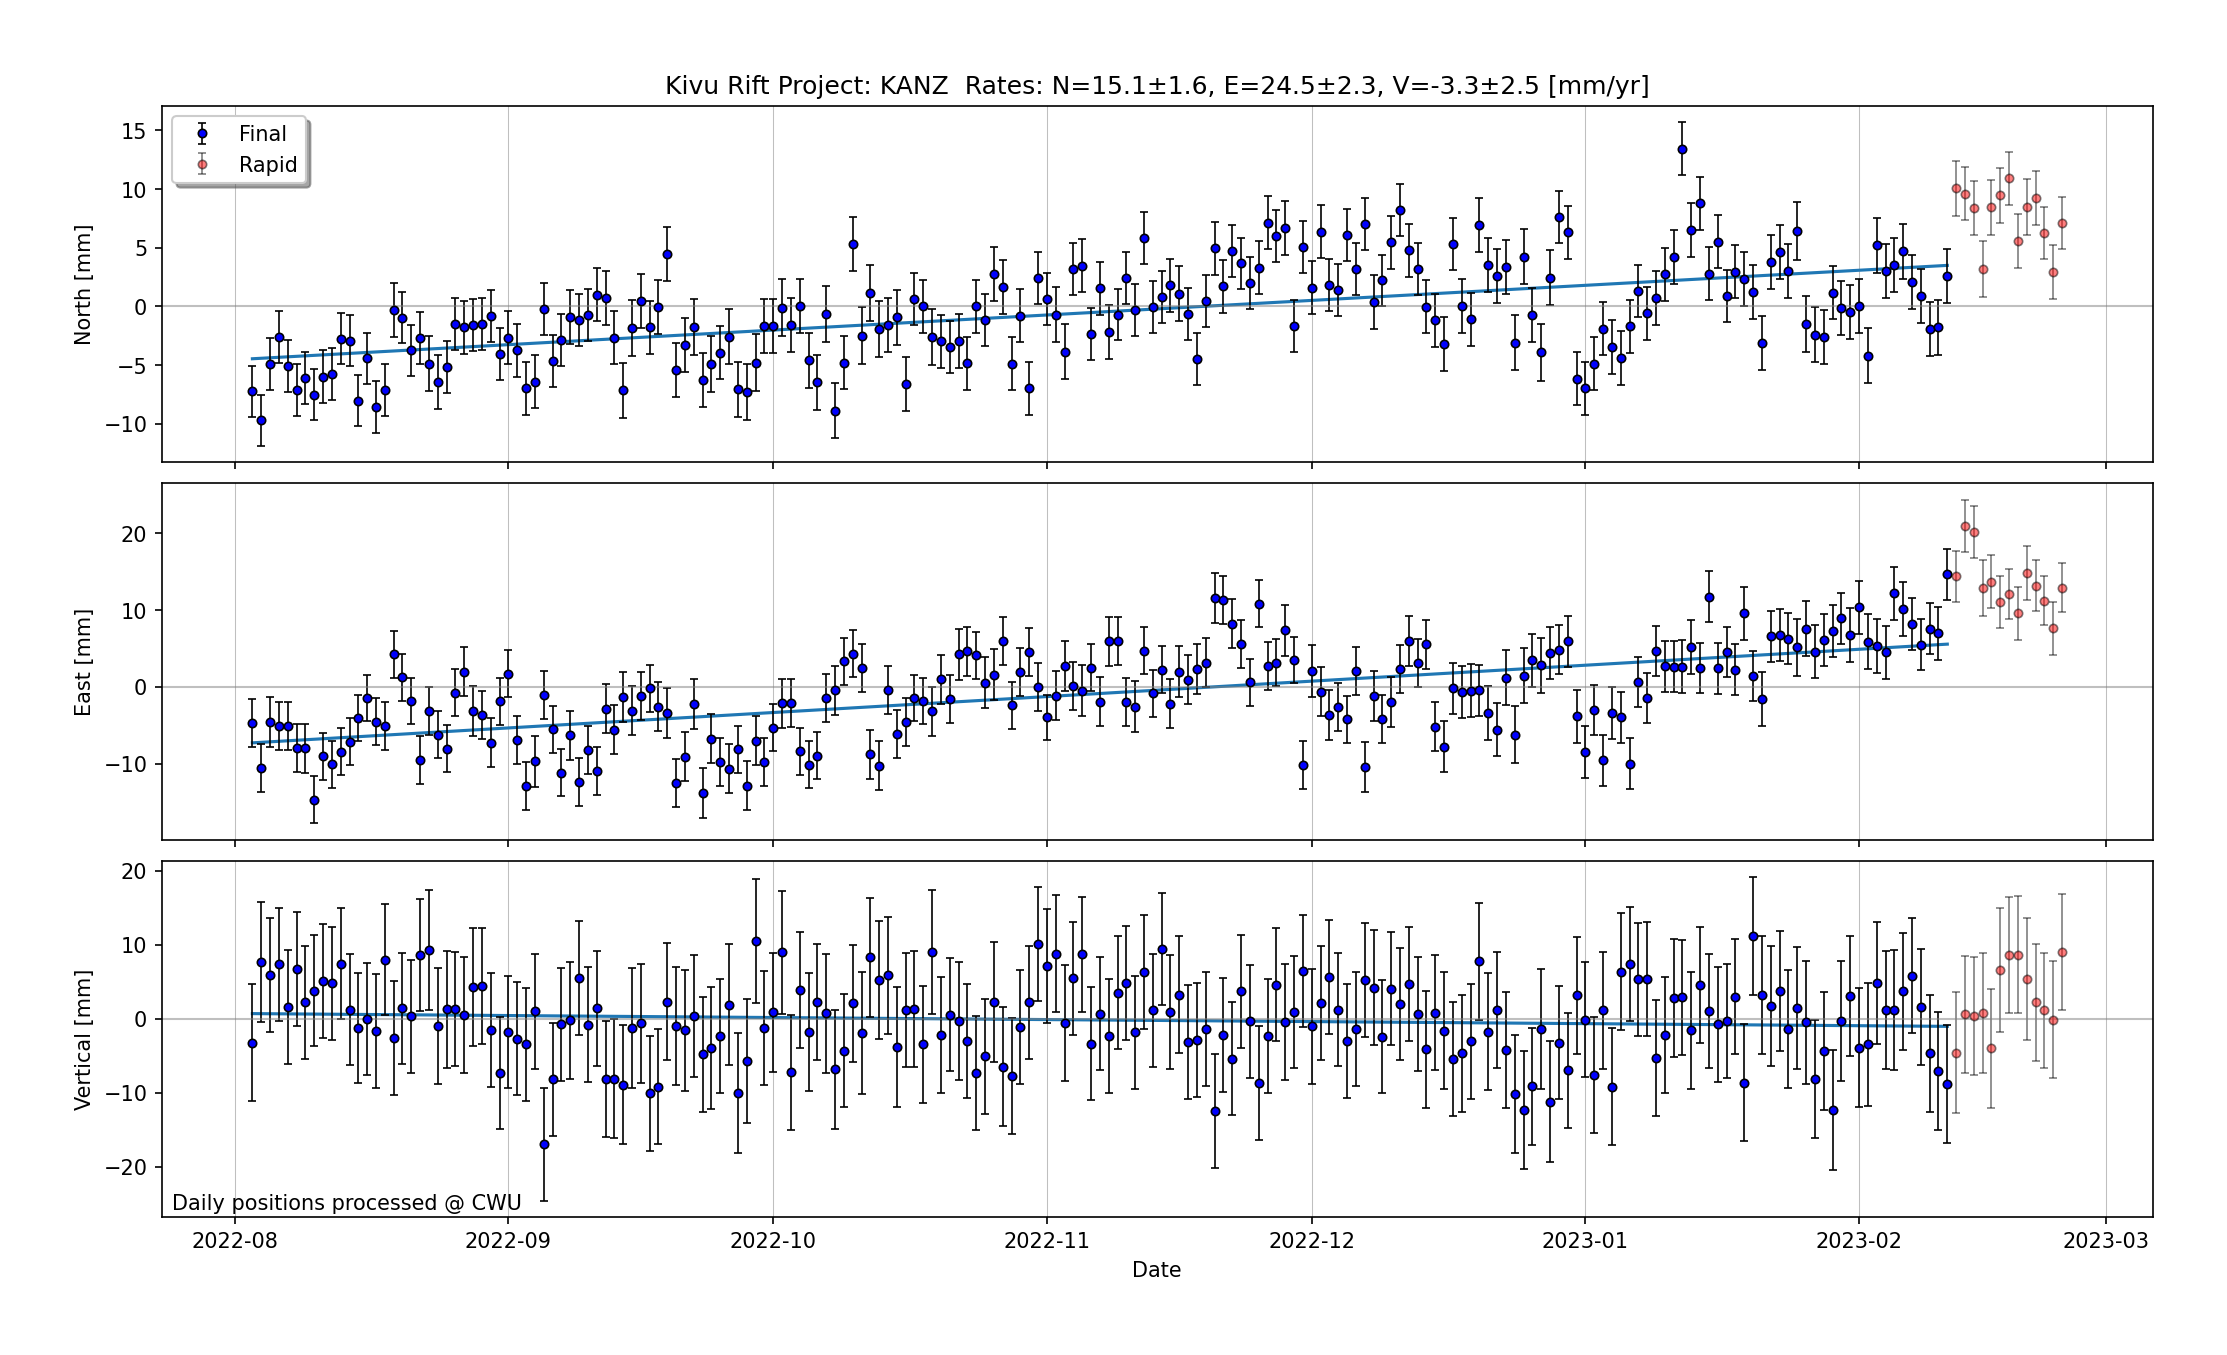 Kivu Rift Project: KANZ  Rates: N=15.1±1.6, E=24.5±2.3, V=-3.3±2.5 [mm/yr]
Final
Rapid
North [mm]
15
10
5
0
−5
−10
East [mm]
20
10
0
−10
Vertical [mm]
20
10
0
−10
−20
Daily positions processed @ CWU
2022-08 2022-09 2022-10 2022-11 2022-12 2023-01 2023-02 2023-03
Date